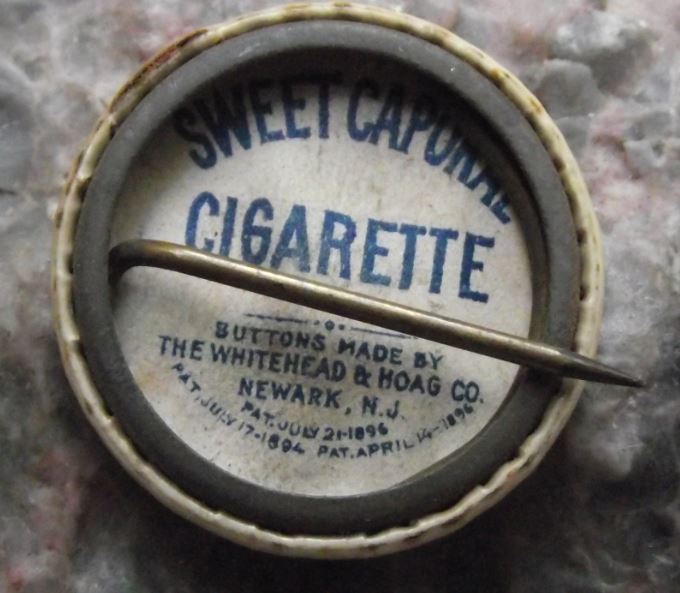 SWEET CAPORAL
CIGARETTE
BUTTONS MADE BY
THE WHITEHEAD & HOAG CO.
NEWARK, N.J.
PAT. JULY 21-1896
PAT. JULY 17-1894 PAT. APRIL 14-1896